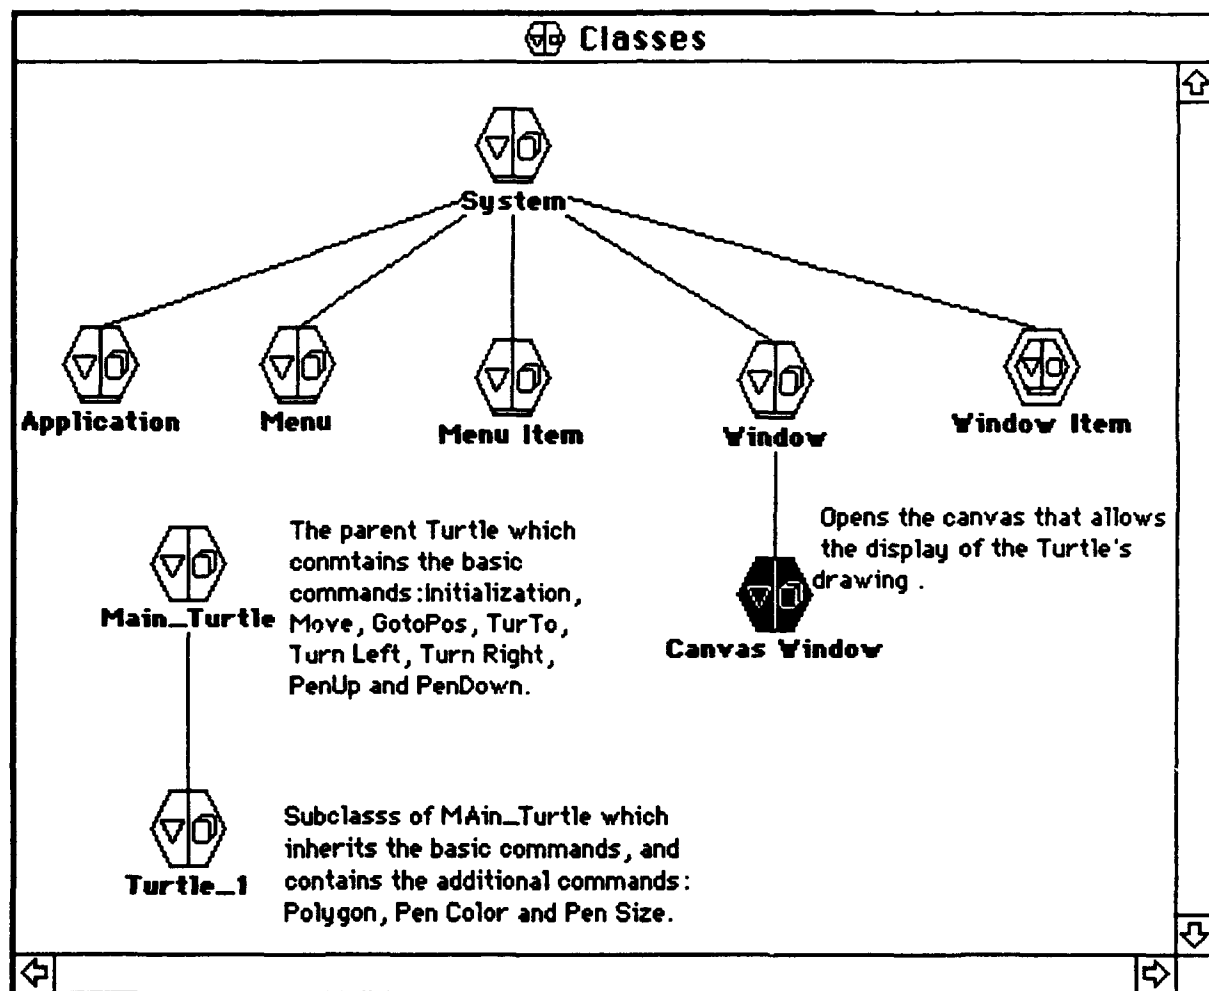 Classes
System
Application
Menu
Menu Item
Window
Window Item
The parent Turtle which
conmtains the basic
commands:Initialization,
Move, GotoPos, TurTo,
Turn Left, Turn Right,
PenUp and PenDown.
Main_Turtle
Opens the canvas that allows
the display of the Turtle's
drawing .
Canvas Window
Subclasss of MAin_Turtle which
inherits the basic commands, and
contains the additional commands:
Polygon, Pen Color and Pen Size.
Turtle_1